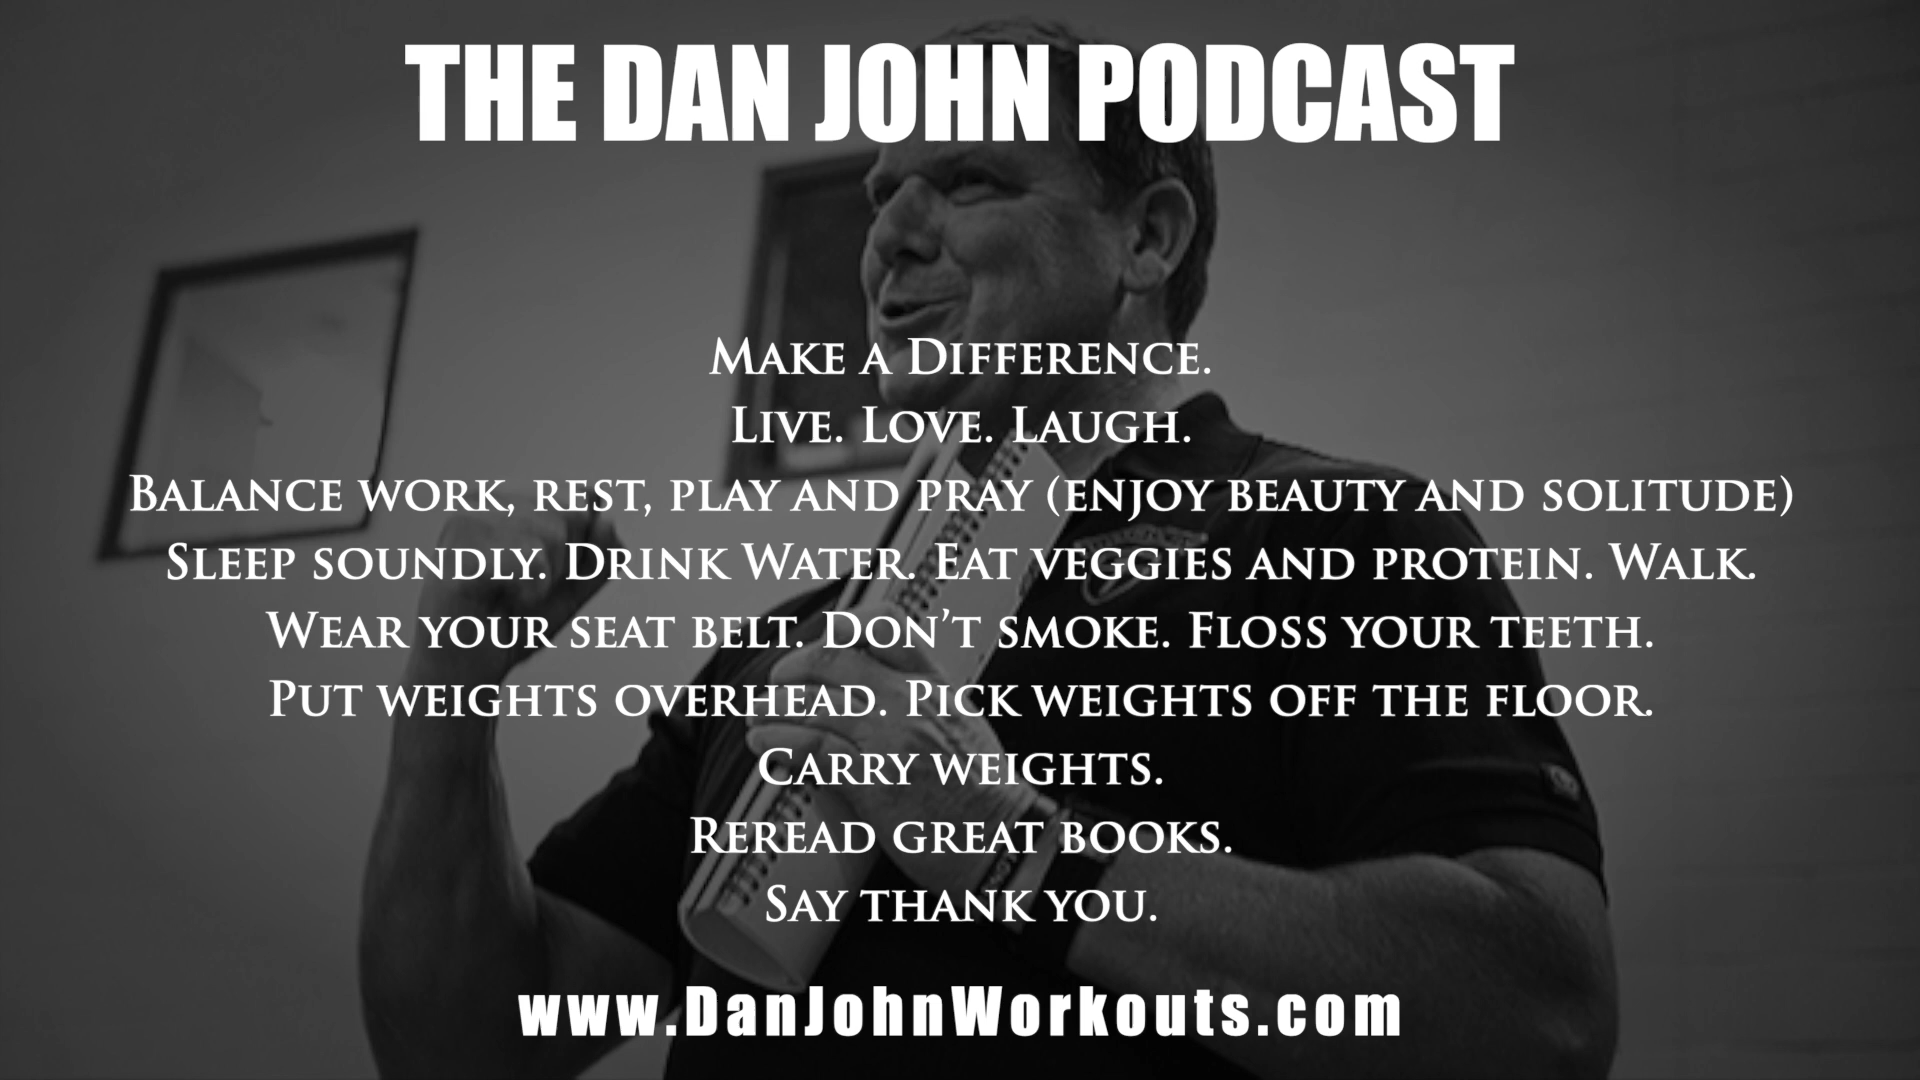 THE DAN JOHN PODCAST
Make a Difference.
Live. Love. Laugh.
Balance work, rest, play and pray (enjoy beauty and solitude)
Sleep soundly. Drink Water. Eat veggies and protein. Walk.
Wear your seat belt. Don't smoke. Floss your teeth.
Put weights overhead. Pick weights off the floor.
Carry weights.
Reread great books.
Say thank you.
www.DanJohnWorkouts.com